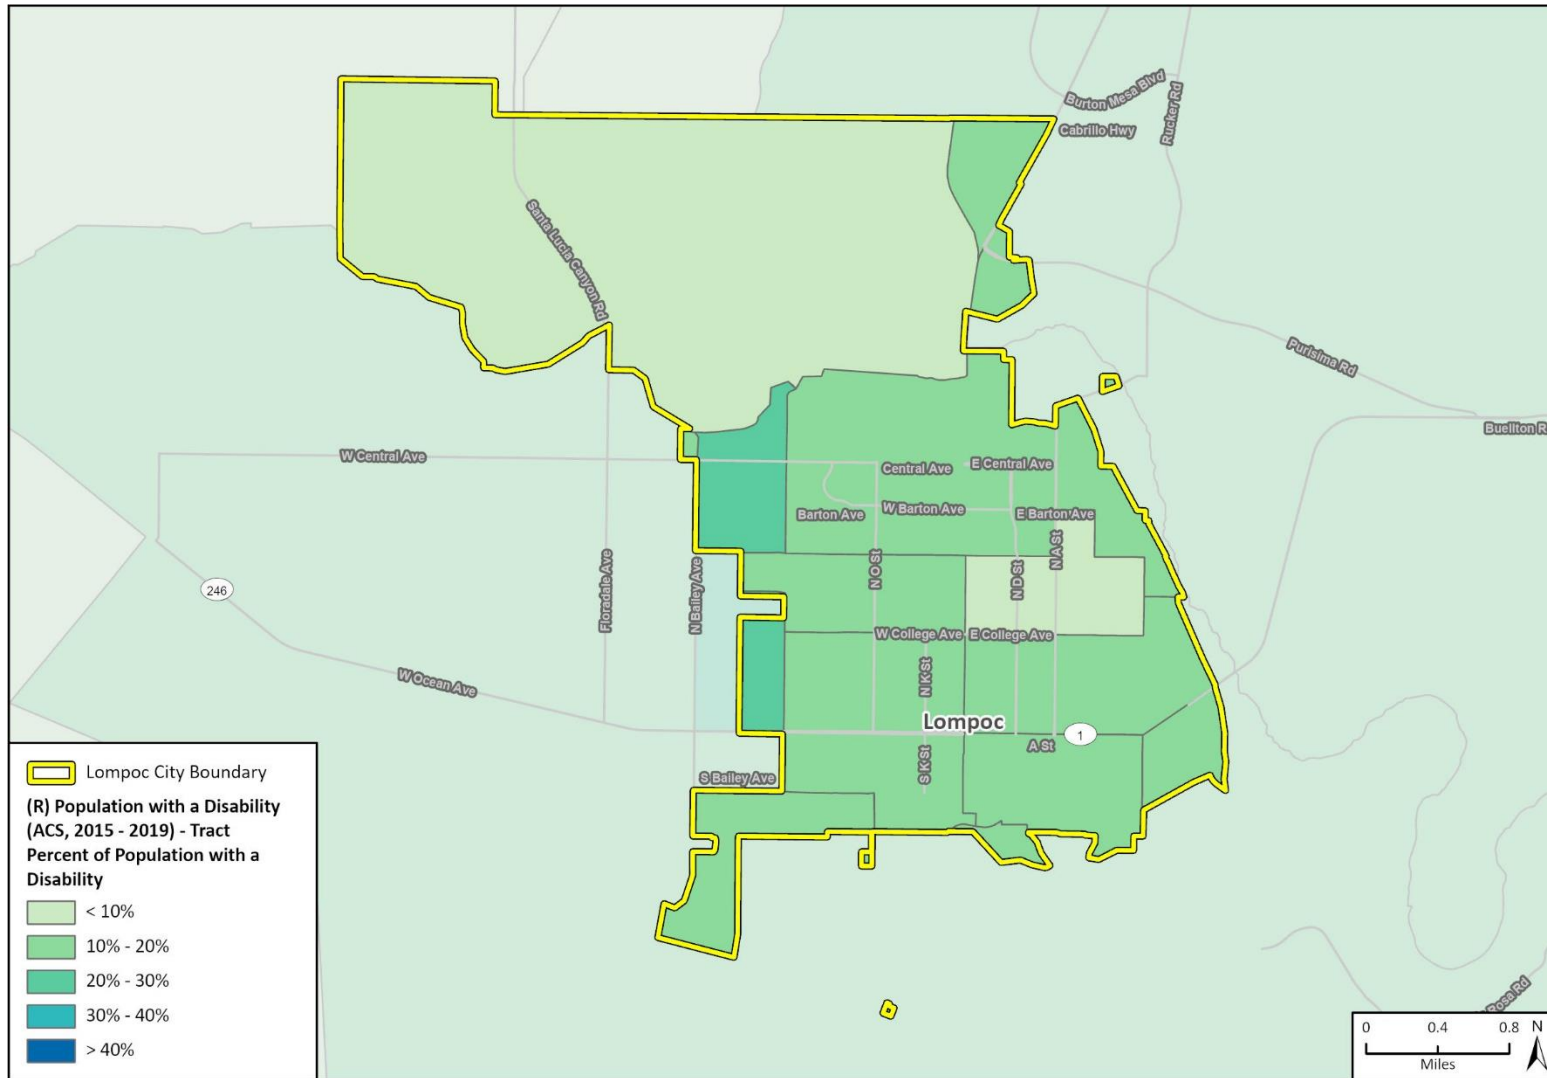 Burton Mesa Blvd
Rucker Rd
Cabrillo Hwy
Santa Lucia Canyon Rd
Purisima Rd
Buellton R
W Central Ave
Central Ave
E Central Ave
Barton Ave
W Barton Ave
E Barton Ave
246
Floradale Ave
N Bailey Ave
N O St
N D St
N A St
W College Ave
E College Ave
W Ocean Ave
N K St
Lompoc
1
A St
S K St
S Bailey Ave
Rosa Rd
Lompoc City Boundary
(R) Population with a Disability
(ACS, 2015 - 2019) - Tract
Percent of Population with a
Disability
< 10%
10% - 20%
20% - 30%
30% - 40%
> 40%
0 0.4 0.8 N
Miles